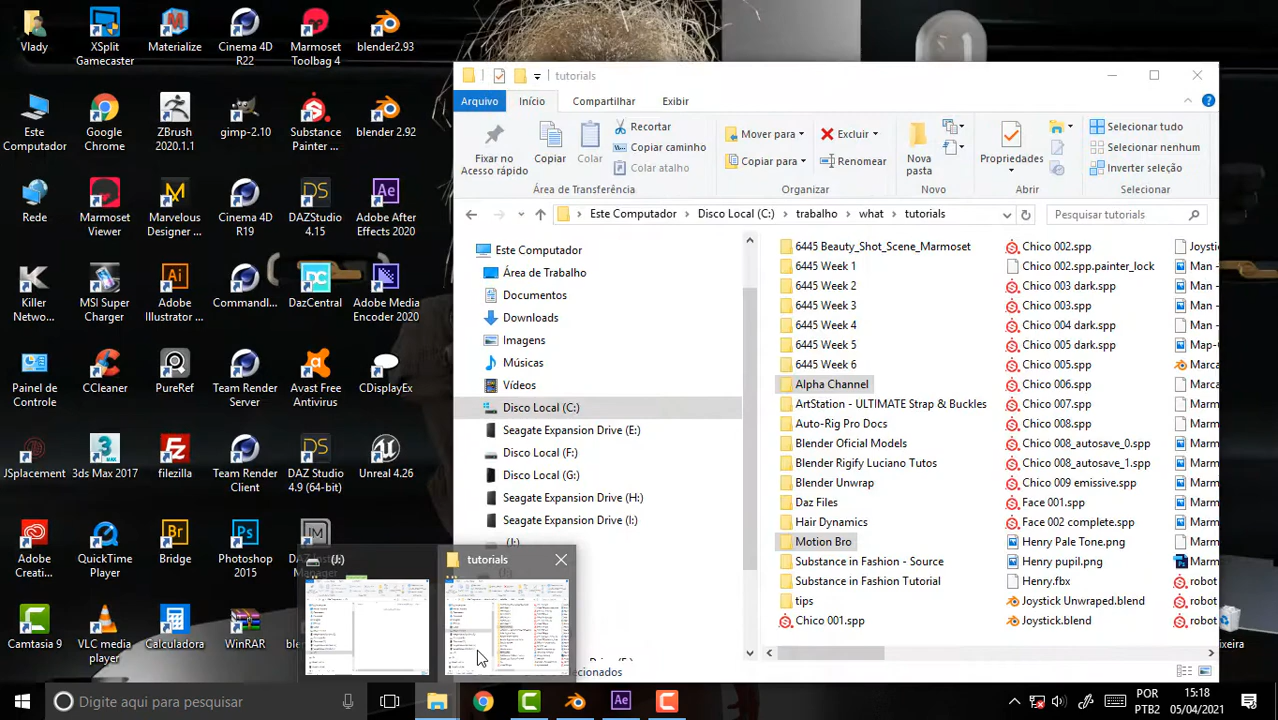 Vady
XSplit Gamecaster
Materialize
Cinema 4D R22
Marmoset Toolbag 4
blender2.93
Este Computador
Google Chrome
ZBrush 2020.1.1
gimp-2.10
Substance Painter ...
blender 2.92
Rede
Marmoset Viewer
Marvelous Designer ...
Cinema 4D R19
DAZStudio 4.15
Adobe After Effects 2020
Killer Netwo...
MSI Super Charger
Adobe Illustrator ...
CommandI...
DazCentral
Adobe Media Encoder 2020
Painel de Controle
CCleaner
PureRef
Team Render Server
Avast Free Antivirus
CDisplayEx
JSplacement
3ds Max 2017
filezilla
Team Render Client
DAZ Studio 4.9 (64-bit)
Unreal 4.26
Adobe Creati...
QuickTime Player
Bridge
Photoshop 2015
VLC media player
Calculadora
WinRAR
tutorials
Arquivo
Início
Compartilhar
Exibir
Fixar no Acesso rápido
Copiar
Colar
Recortar
Copiar caminho
Colar atalho
Mover para
Copiar para
Excluir
Renomear
Nova pasta
Propriedades
Selecionar tudo
Selecionar nenhum
Inverter seleção
Área de Transferência
Organizar
Novo
Abrir
Selecionar
Este Computador > Disco Local (C:) > trabalho > what > tutorials
Pesquisar tutorials
Este Computador
Área de Trabalho
Documentos
Downloads
Imagens
Músicas
Vídeos
Disco Local (C:)
Seagate Expansion Drive (E:)
Disco Local (F:)
Disco Local (G:)
Seagate Expansion Drive (H:)
Seagate Expansion Drive (I:)
(J:)
6445 Beauty_Shot_Scene_Marmoset
6445 Week 1
6445 Week 2
6445 Week 3
6445 Week 4
6445 Week 5
6445 Week 6
Alpha Channel
ArtStation - ULTIMATE Strap & Buckles
Auto-Rig Pro Docs
Blender Oficial Models
Blender Rigify Luciano Tutos
Blender Unwrap
Daz Files
Hair Dynamics
Motion Bro
Substance in Fashion - Source
Substance in Fashion Tutorial
tips
Chico 001.spp
Chico 002.spp
Chico 002.spp.painter_lock
Chico 003 dark.spp
Chico 003.spp
Chico 004 dark.spp
Chico 005 dark.spp
Chico 005.spp
Chico 006.spp
Chico 007.spp
Chico 008.spp
Chico 008_autosave_0.spp
Chico 008_autosave_1.spp
Chico 009 emissive.spp
Face 001.spp
Face 002 complete.spp
Henry Pale Tone.png
Henry pupil.png
Henry.fbx
Joystick Unwraped.blend
Joystick.blend
Joysti
Man -
Man -
Man -
Map-
Marca
Marm
Marm
Marm
Marm
Marm
Marm
(J:)
tutorials
Digite aqui para pesquisar
POR
PTB2
15:18
05/04/2021